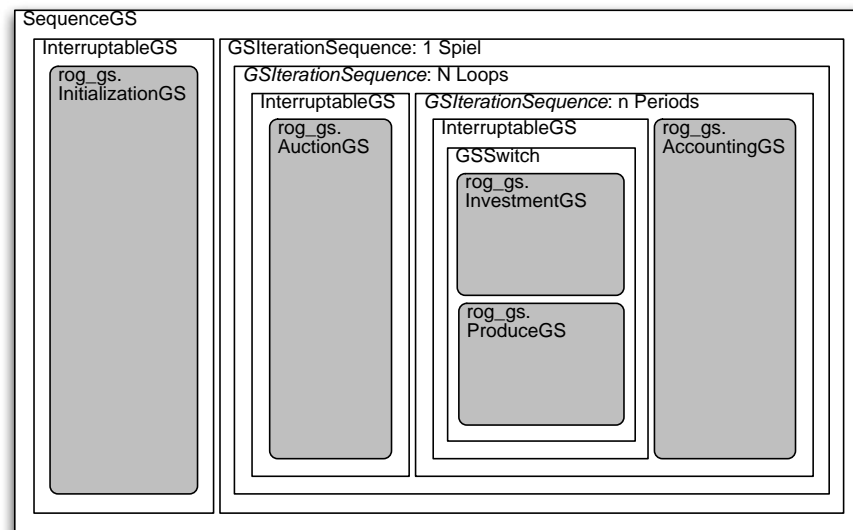 SequenceGS
InterruptableGS
rog_gs.
InitializationGS
GSIterationSequence: 1 Spiel
GSIterationSequence: N Loops
InterruptableGS
rog_gs.
AuctionGS
GSIterationSequence: n Periods
InterruptableGS
GSSwitch
rog_gs.
InvestmentGS
rog_gs.
ProduceGS
rog_gs.
AccountingGS